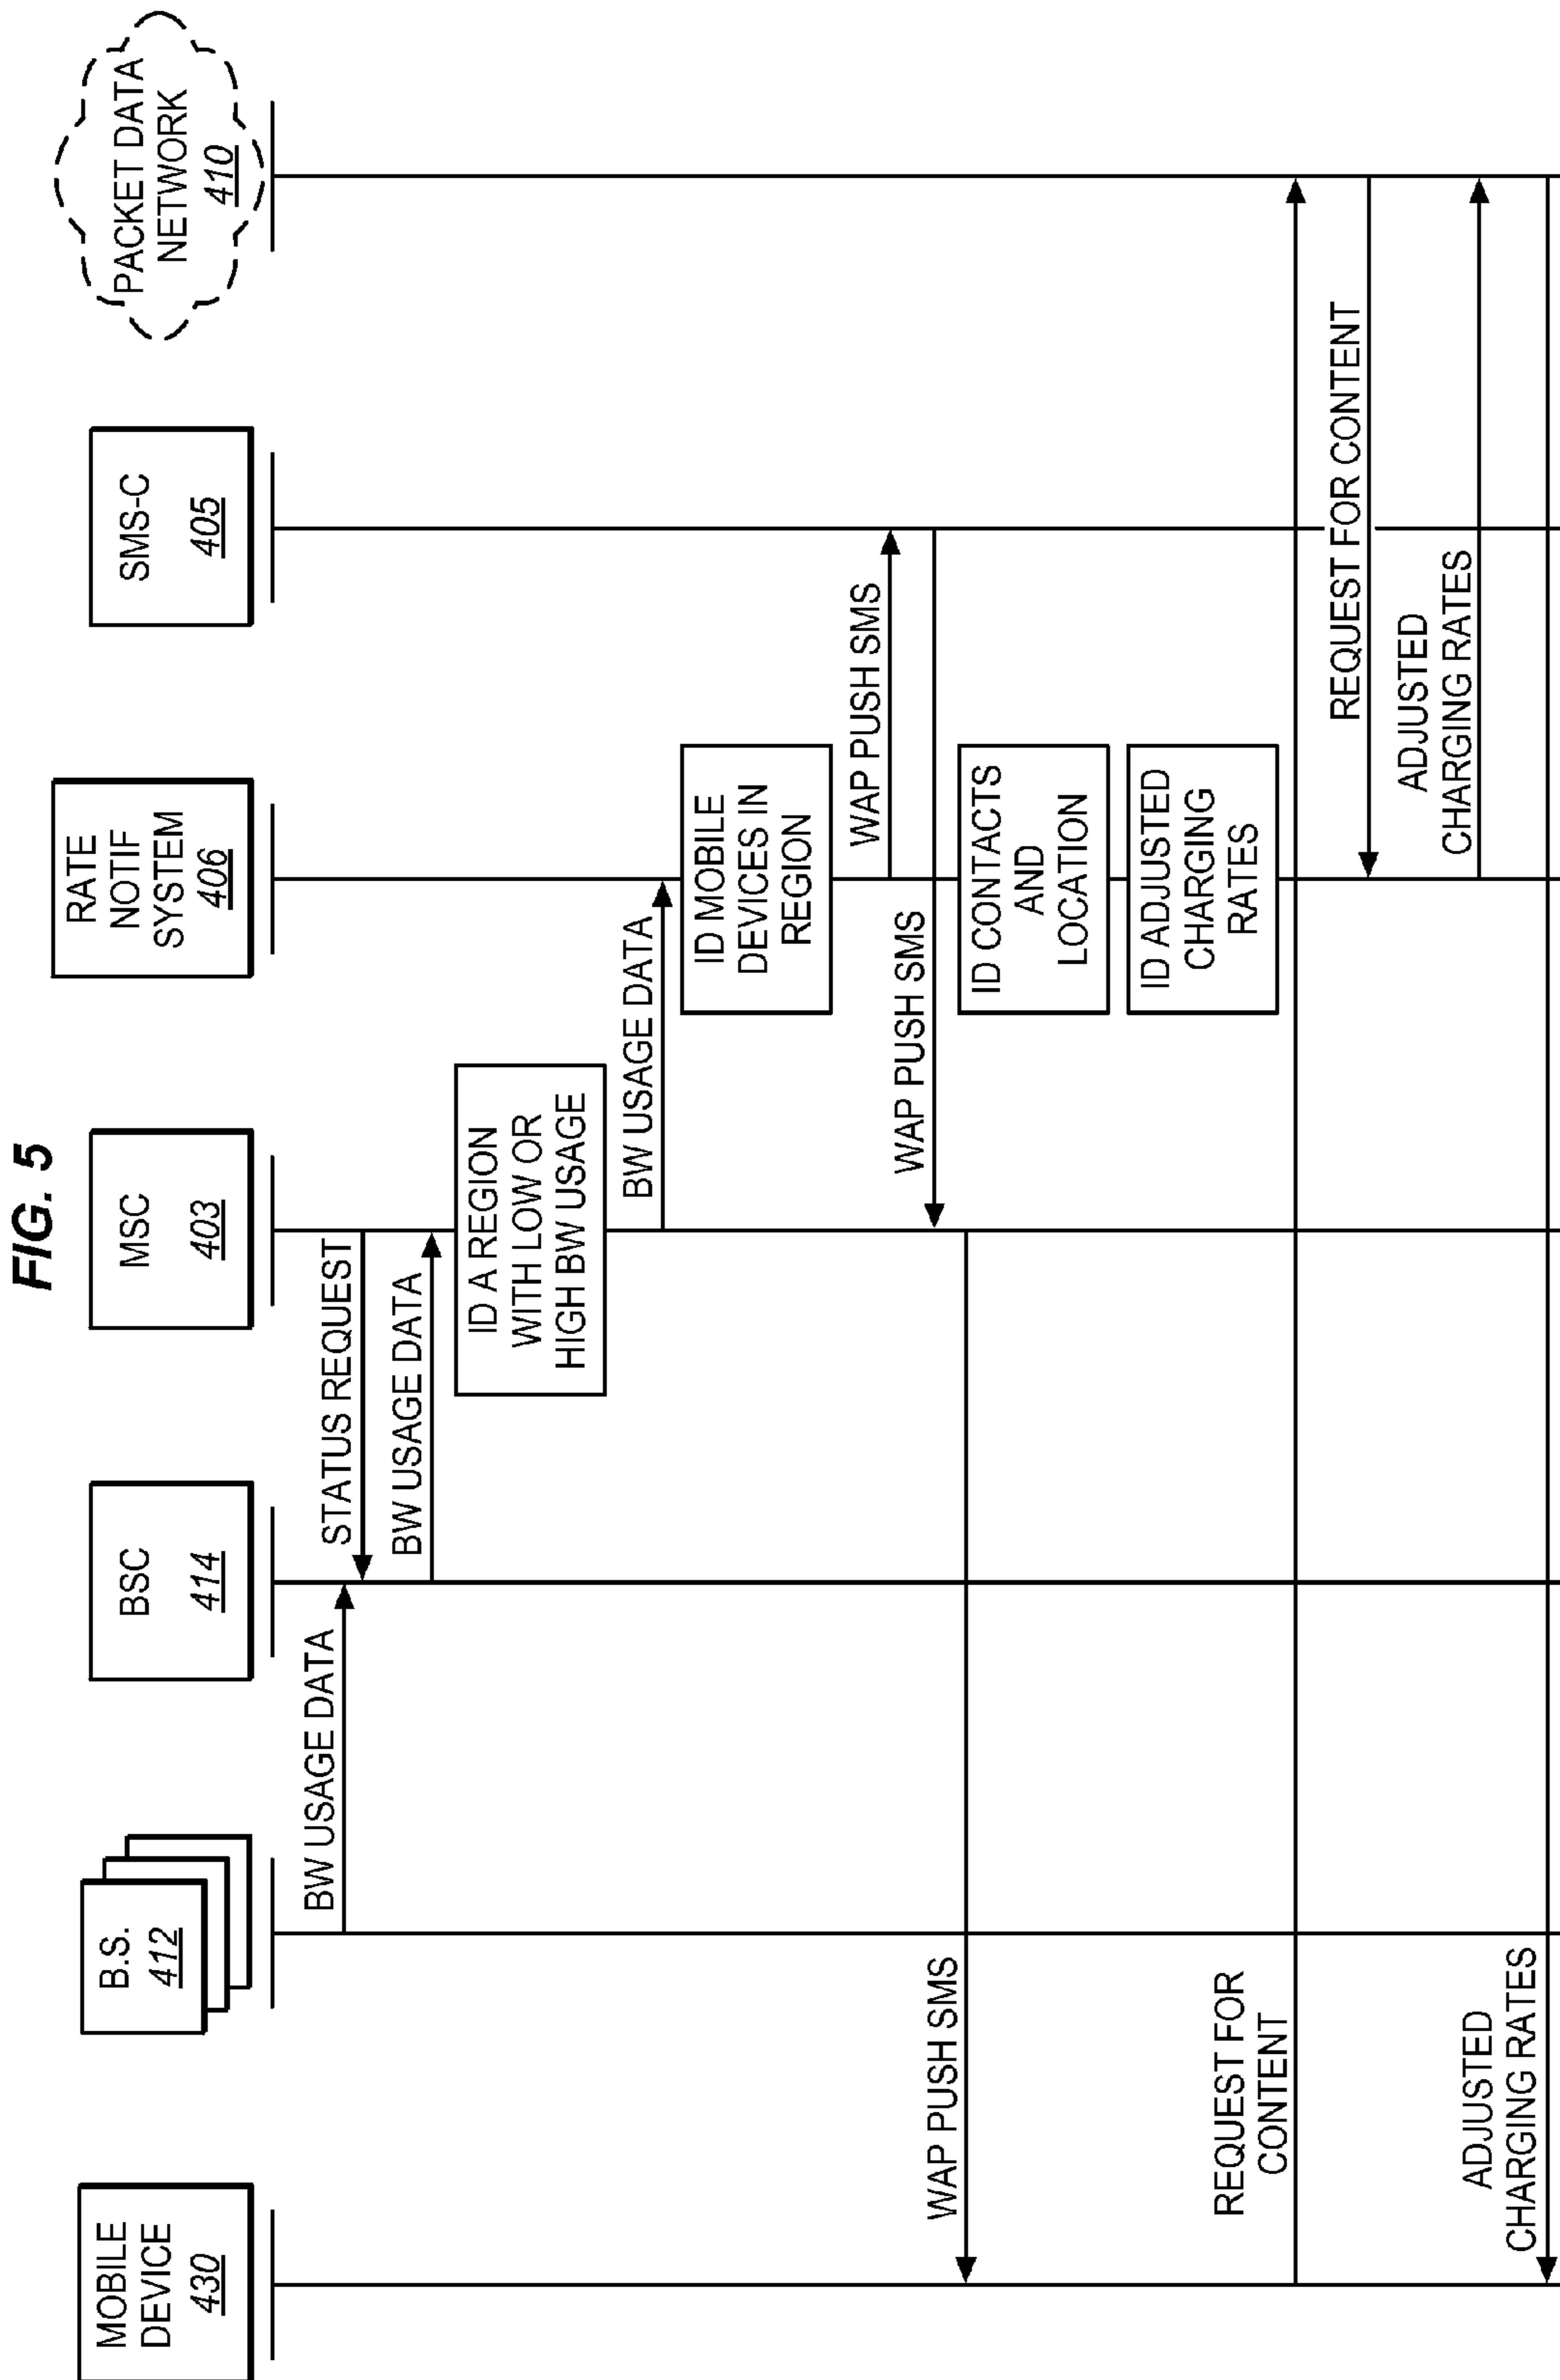 FIG. 5
MOBILE
DEVICE
430
B.S.
412
BSC
414
MSC
403
RATE
NOTIF
SYSTEM
406
SMS-C
405
PACKET DATA
NETWORK
410
BW USAGE DATA
STATUS REQUEST
BW USAGE DATA
ID A REGION
WITH LOW OR
HIGH BW USAGE
BW USAGE DATA
ID MOBILE
DEVICES IN
REGION
WAP PUSH SMS
WAP PUSH SMS
WAP PUSH SMS
ID CONTACTS
AND
LOCATION
ID ADJUSTED
CHARGING
RATES
REQUEST FOR
CONTENT
REQUEST FOR CONTENT
ADJUSTED
CHARGING RATES
ADJUSTED
CHARGING RATES